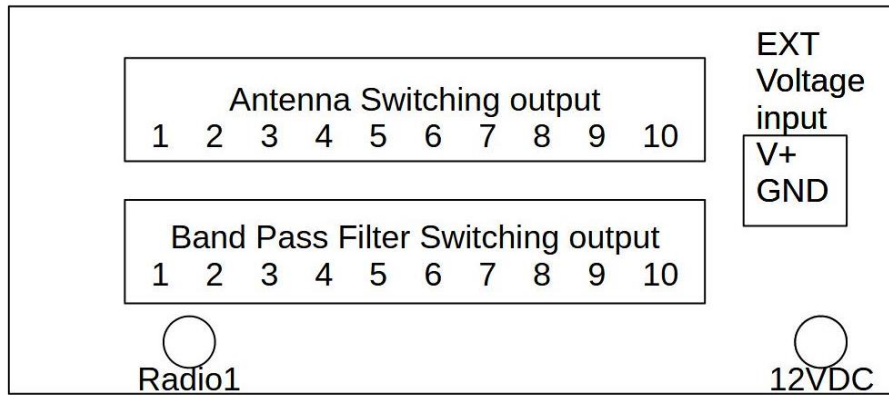 EXT
Voltage
input
V+
GND
Antenna Switching output
1 2 3 4 5 6 7 8 9 10
Band Pass Filter Switching output
1 2 3 4 5 6 7 8 9 10
Radio1
12VDC